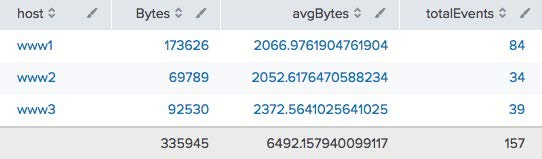 host Bytes avgBytes totalEvents
www1 173626 2066.9761904761904 84
www2 69789 2052.6176470588234 34
www3 92530 2372.5641025641025 39
335945 6492.157940099117 157